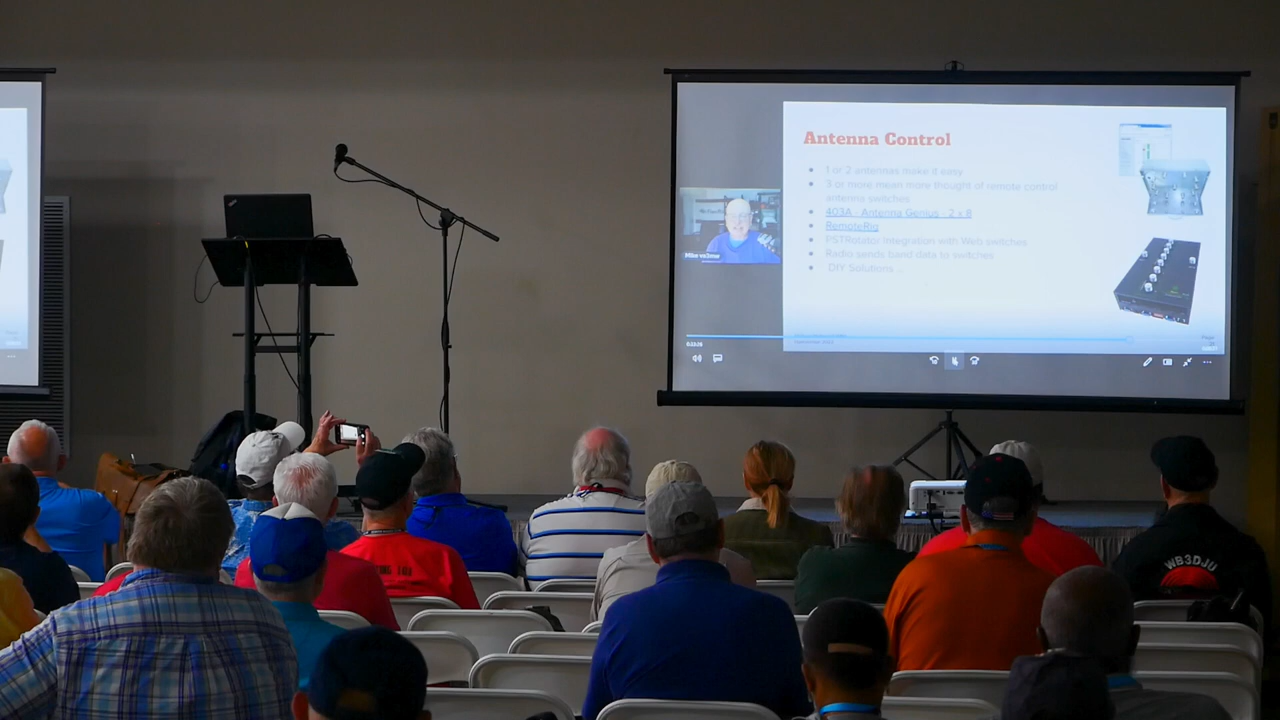 Antenna Control
1 or 2 antennas make it easy
3 or more mean more thought of remote control
antenna switches
403A - Antenna Genius - 2 x 8
RemoteRig
PSTRotator Integration with Web switches
Radio sends band data to switches
DIY Solutions...
WB3DJU